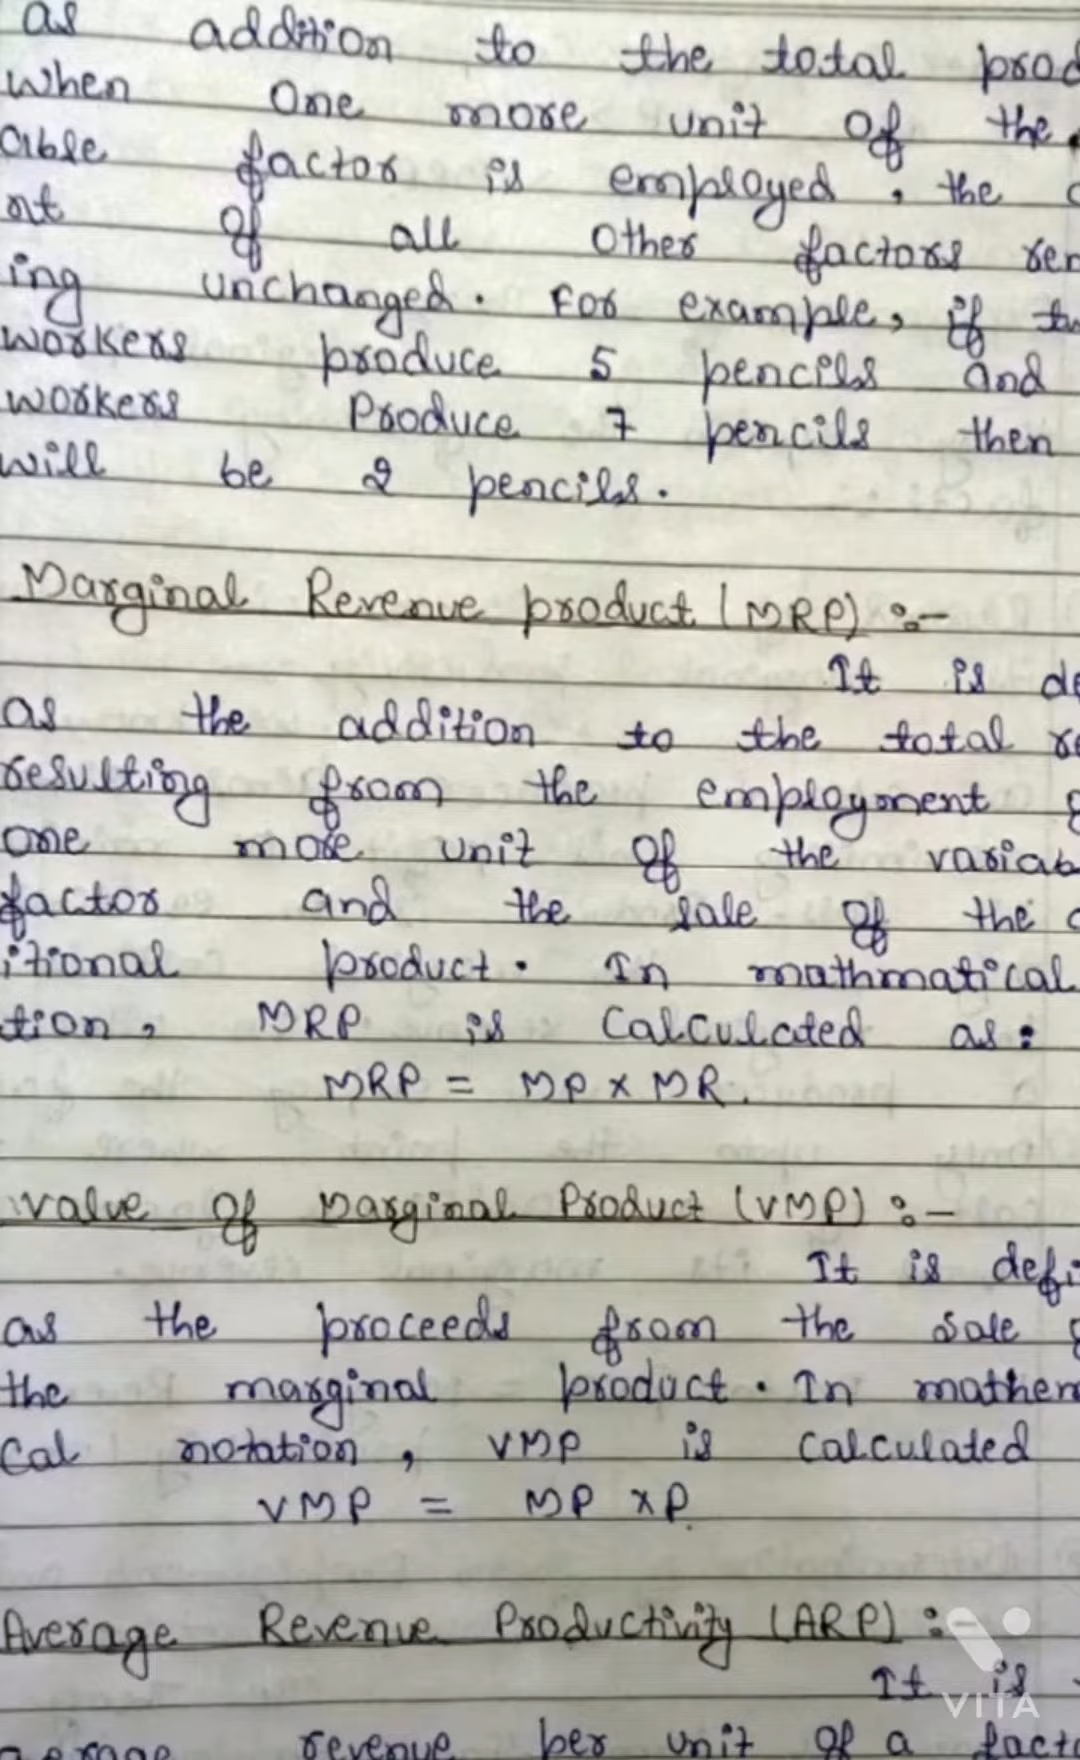 as addition to the total prod
when one more unit of the
able factor is employed, the
nt of all other factors rem
ing unchanged. For example, if
workers produce 5 pencils and
workers Produce 7 pencils then
will be 2 pencils.
Marginal Revenue product (MRP) :-
It is de
as the addition to the total re
resulting from the employment
one more unit of the variab
factor and the sale of the
itional product. In mathmatical
tion, MRP is Calculated as:
MRP = MP x MR.
value of Marginal Product (VMP) :-
It is defi
as the proceeds from the sale
the marginal product. In mathem
cal notation, VMP is calculated
VMP = MP x P.
Average Revenue Productivity (ARP) :-
It is
average revenue per unit of a fact
VITA